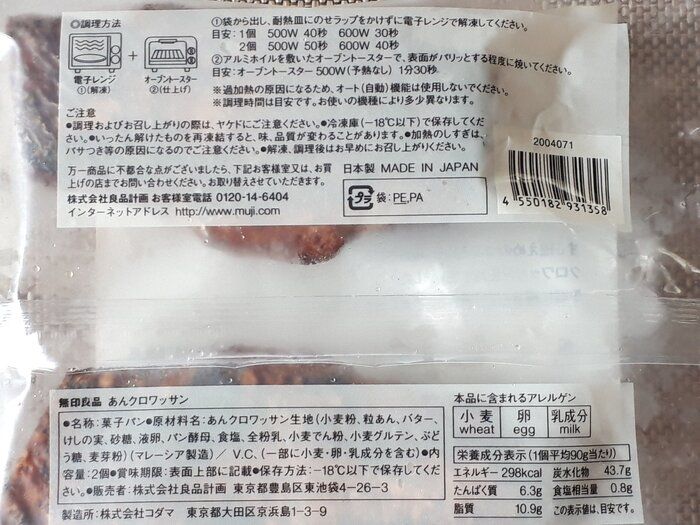 ◎調理方法
電子レンジ
①(解凍)
+
オーブントースター
②(仕上げ)
①袋から出し、耐熱皿にのせラップをかけずに電子レンジで解凍してください。
目安:1個 500W 40秒 600W 30秒
2個 500W 50秒 600W 40秒
②アルミホイルを敷いたオーブントースターで、表面がパリッとする程度に焼いてください。
目安:オーブントースター500W(予熱なし) 1分30秒
※過加熱の原因になるため、オート(自動)機能は使用しないでください。
※調理時間は目安です。お使いの機種により多少異なります。
ご注意
●調理およびお召し上がりの際は、ヤケドにご注意ください。●冷凍庫(−18℃以下)で保存してくだ
さい。●いったん解けたものを再凍結すると、味、品質が変わることがあります。●加熱のしすぎは、
パサつき等の原因になるのでご注意ください。●解凍、調理後はお早めにお召し上がりください。
万一商品に不都合な点がございましたら、下記お客様室又は、お買
上げの店までお問い合わせください。お取り替えさせていただきます。
株式会社良品計画 お客様室電話 0120-14-6404
インターネットアドレス http://www.muji.com
日本製 MADE IN JAPAN
プラ
袋:PE,PA
2004071
4 550182 931358
無印良品 あんクロワッサン
●名称:菓子パン●原材料名:あんクロワッサン生地(小麦粉、粒あん、バター、
けしの実、砂糖、液卵、パン酵母、食塩、全粉乳、小麦でん粉、小麦グルテン、ぶど
う糖、麦芽粉)(マレーシア製造)/V.C.(一部に小麦・卵・乳成分を含む)●内
容量:2個●賞味期限:表面上部に記載●保存方法:−18℃以下で保存してくだ
さい。●販売者:株式会社良品計画 東京都豊島区東池袋4-26-3
製造所:株式会社コダマ 東京都大田区京浜島1-3-9
本品に含まれるアレルゲン
小麦 卵 乳成分
wheat egg milk
栄養成分表示(1個平均90g当たり)
エネルギー 298kcal 炭水化物 43.7g
たんぱく質 6.3g 食塩相当量 0.8g
脂質 10.9g この表示値は、目安です。